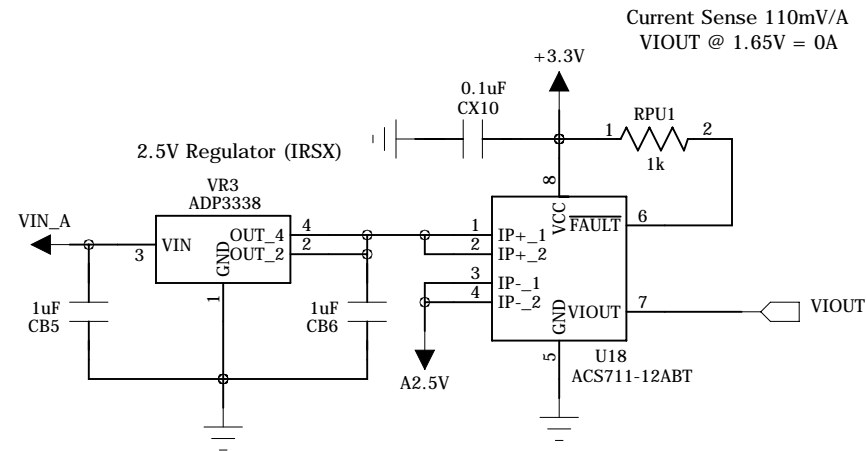 Current Sense 110mV/A
VIOUT @ 1.65V = 0A
+3.3V
0.1uF
CX10
RPU1
1
2
1k
2.5V Regulator (IRSX)
VR3
ADP3338
VIN_A
3
VIN
OUT_4
4
OUT_2
2
GND
1
1uF
CB5
1uF
CB6
8
VCC
FAULT
6
1
IP+_1
2
IP+_2
3
IP-_1
4
IP-_2
GND
5
VIOUT
7
VIOUT
A2.5V
U18
ACS711-12ABT